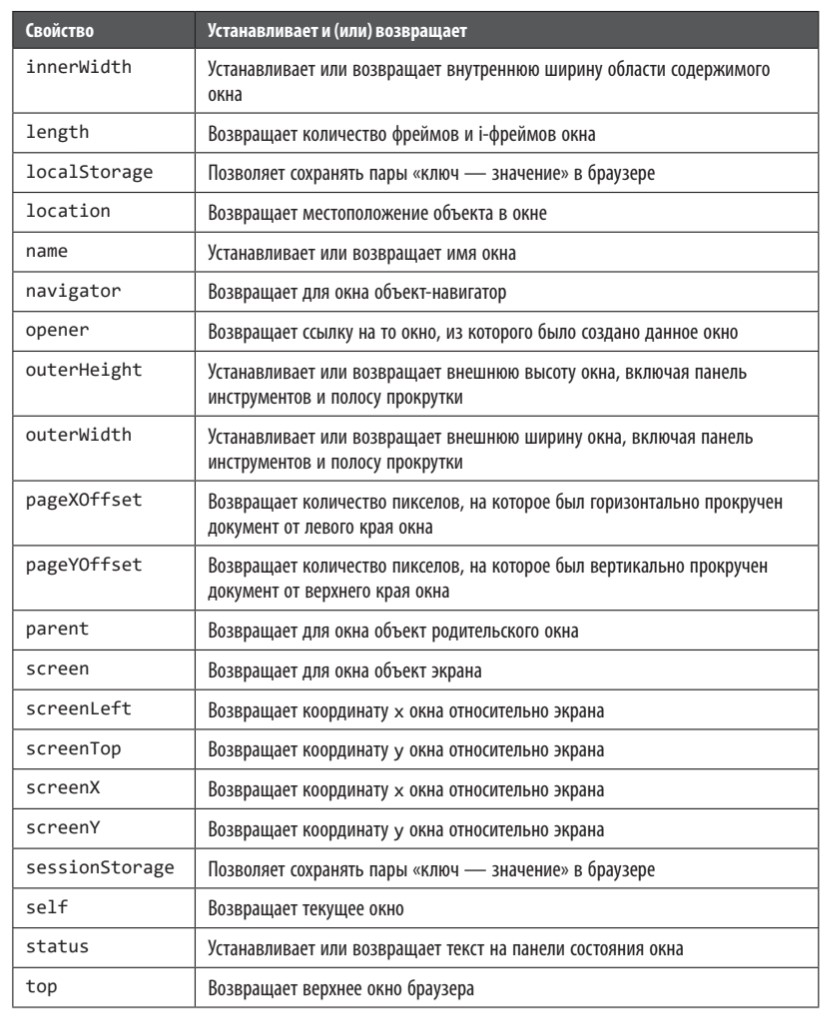 Свойство Устанавливает и (или) возвращает
innerWidth Устанавливает или возвращает внутреннюю ширину области содержимого
окна
length Возвращает количество фреймов и i-фреймов окна
localStorage Позволяет сохранять пары «ключ — значение» в браузере
location Возвращает местоположение объекта в окне
name Устанавливает или возвращает имя окна
navigator Возвращает для окна объект-навигатор
opener Возвращает ссылку на то окно, из которого было создано данное окно
outerHeight Устанавливает или возвращает внешнюю высоту окна, включая панель
инструментов и полосу прокрутки
outerWidth Устанавливает или возвращает внешнюю ширину окна, включая панель
инструментов и полосу прокрутки
pageXOffset Возвращает количество пикселов, на которое был горизонтально прокручен
документ от левого края окна
pageYOffset Возвращает количество пикселов, на которое был вертикально прокручен
документ от верхнего края окна
parent Возвращает для окна объект родительского окна
screen Возвращает для окна объект экрана
screenLeft Возвращает координату x окна относительно экрана
screenTop Возвращает координату y окна относительно экрана
screenX Возвращает координату x окна относительно экрана
screenY Возвращает координату y окна относительно экрана
sessionStorage Позволяет сохранять пары «ключ — значение» в браузере
self Возвращает текущее окно
status Устанавливает или возвращает текст на панели состояния окна
top Возвращает верхнее окно браузера